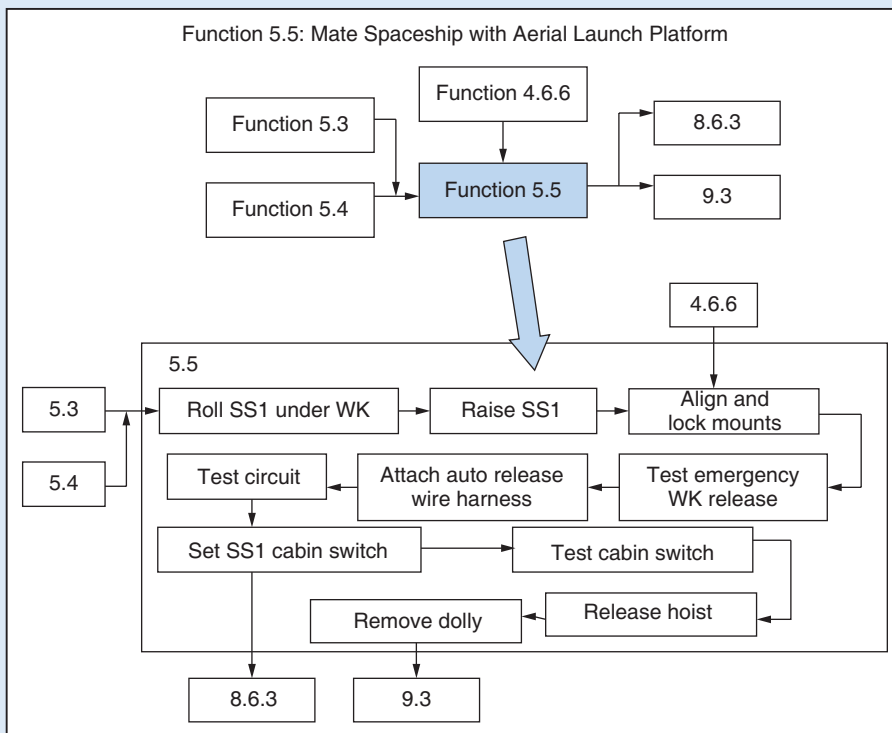 Function 5.5: Mate Spaceship with Aerial Launch Platform
Function 4.6.6
Function 5.3
8.6.3
Function 5.5
9.3
Function 5.4
4.6.6
5.5
5.3
Roll SS1 under WK
Raise SS1
Align and
lock mounts
5.4
Test circuit
Attach auto release
wire harness
Test emergency
WK release
Set SS1 cabin switch
Test cabin switch
Remove dolly
Release hoist
8.6.3
9.3